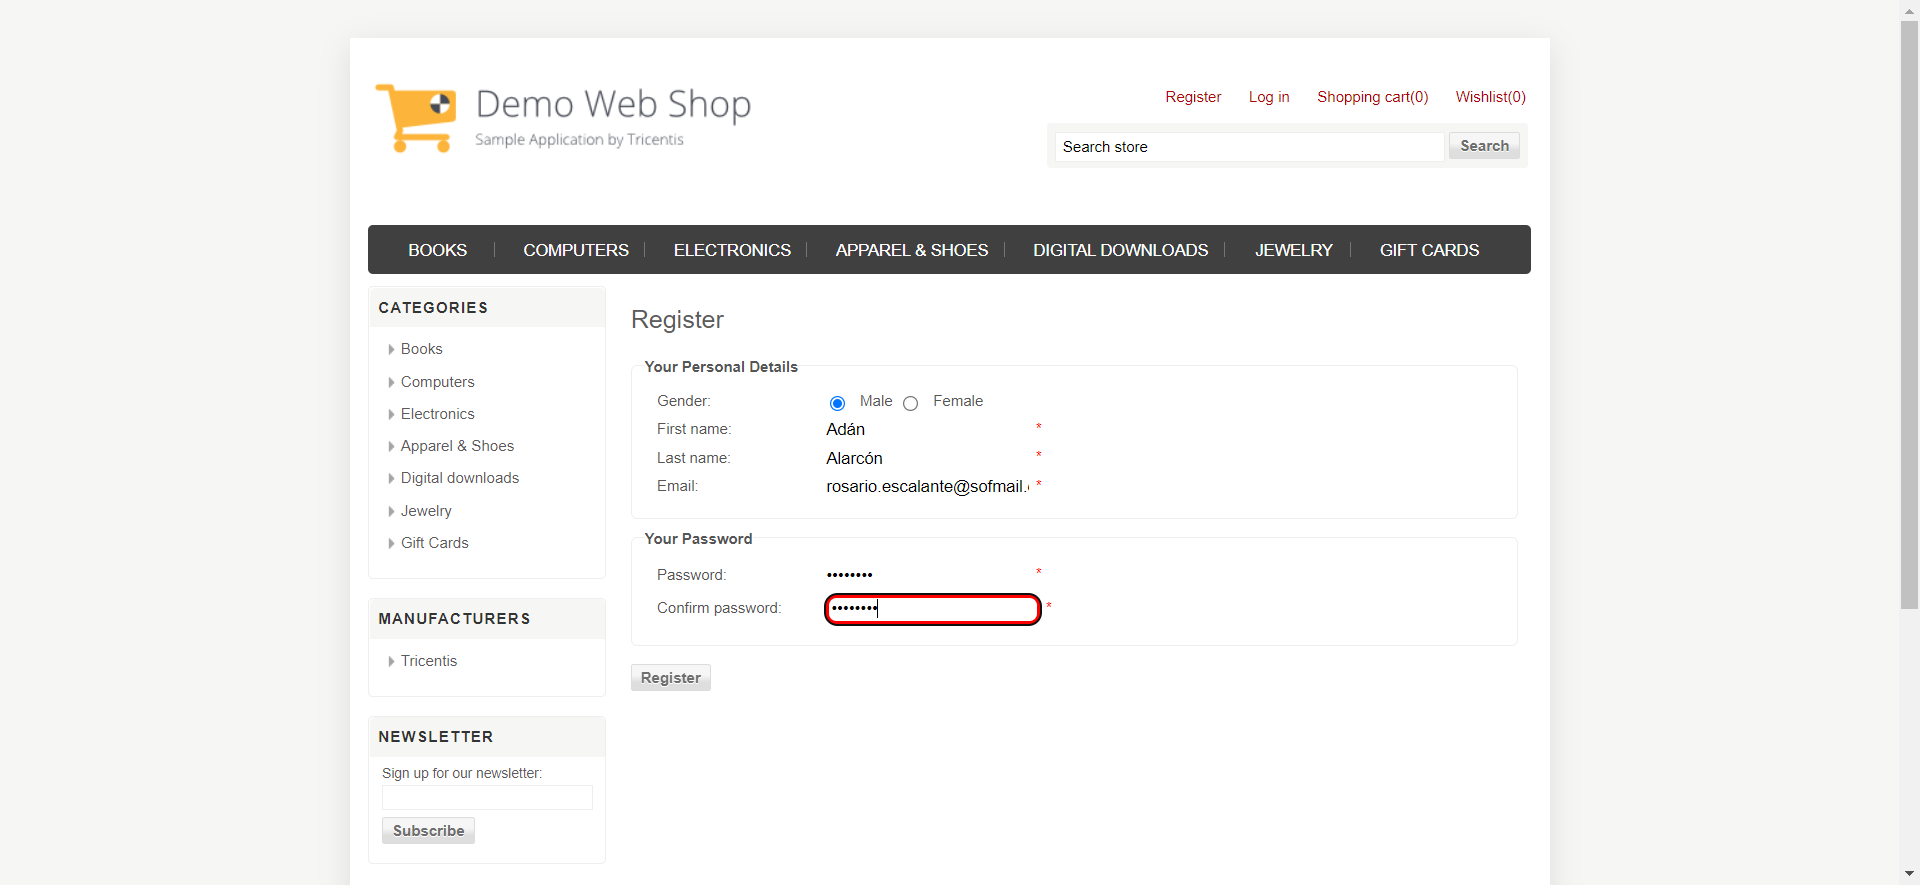 Demo Web Shop
Sample Application by Tricentis
Register Log in Shopping cart(0) Wishlist(0)
Search store Search
BOOKS COMPUTERS ELECTRONICS APPAREL & SHOES DIGITAL DOWNLOADS JEWELRY GIFT CARDS
CATEGORIES
Books
Computers
Electronics
Apparel & Shoes
Digital downloads
Jewelry
Gift Cards
MANUFACTURERS
Tricentis
NEWSLETTER
Sign up for our newsletter:
Subscribe
Register
Your Personal Details
Gender: Male Female
First name: Adán *
Last name: Alarcón *
Email: rosario.escalante@sofmail. *
Your Password
Password: •••••••• *
Confirm password: •••••••• *
Register